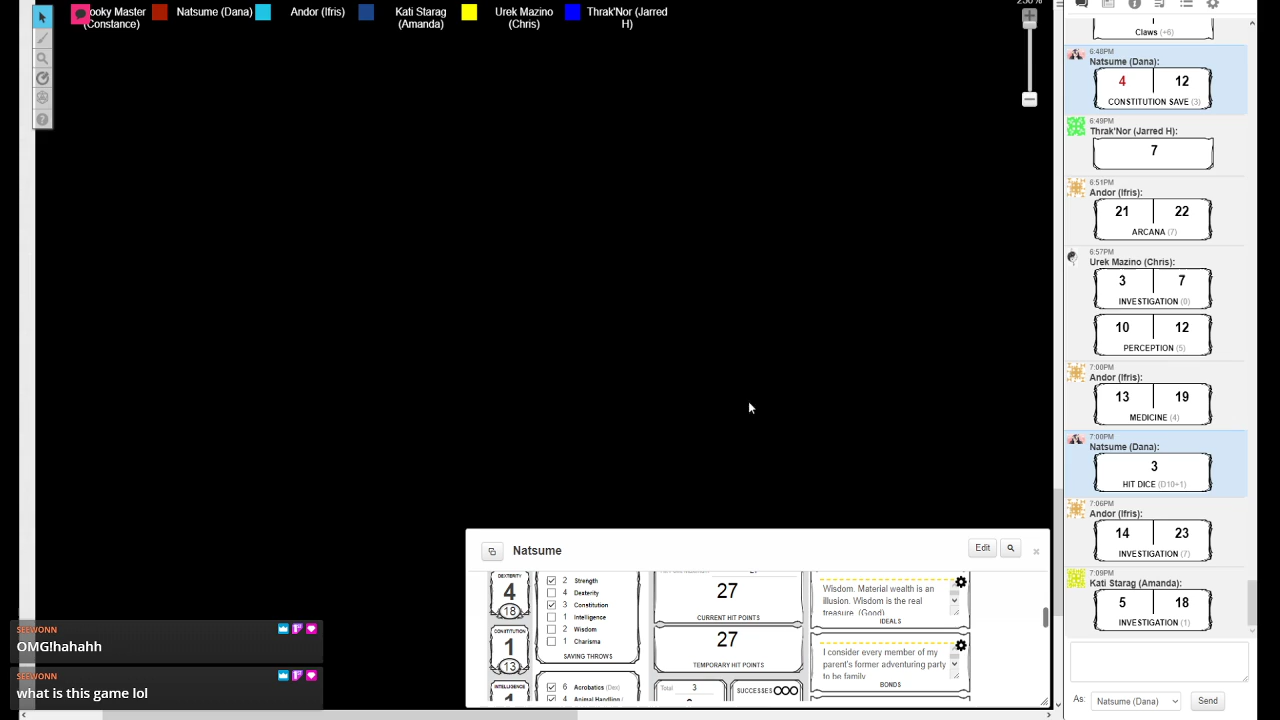 ooky Master (Constance)
Natsume (Dana)
Andor (Ifris)
Kati Starag (Amanda)
Urek Mazino (Chris)
Thrak'Nor (Jarred H)
Claws (+6)
6:48PM
Natsume (Dana):
4 12
CONSTITUTION SAVE (3)
6:49PM
Thrak'Nor (Jarred H):
7
6:51PM
Andor (Ifris):
21 22
ARCANA (7)
6:57PM
Urek Mazino (Chris):
3 7
INVESTIGATION (0)
10 12
PERCEPTION (5)
7:00PM
Andor (Ifris):
13 19
MEDICINE (4)
7:00PM
Natsume (Dana):
3
HIT DICE (D10+1)
7:06PM
Andor (Ifris):
14 23
INVESTIGATION (7)
7:09PM
Kati Starag (Amanda):
5 18
INVESTIGATION (1)
As: Natsume (Dana) Send
Natsume
Edit
DEXTERITY
4
18
CONSTITUTION
1
13
INTELLIGENCE
2 Strength
4 Dexterity
3 Constitution
1 Intelligence
2 Wisdom
1 Charisma
SAVING THROWS
6 Acrobatics (Dex)
4 Animal Handling
27
CURRENT HIT POINTS
27
TEMPORARY HIT POINTS
Total 3
SUCCESSES
Wisdom. Material wealth is an
illusion. Wisdom is the real
treasure. (Good)
IDEALS
I consider every member of my
parent's former adventuring party
to be family
BONDS
SEEWONN
OMG!hahahh
SEEWONN
what is this game lol